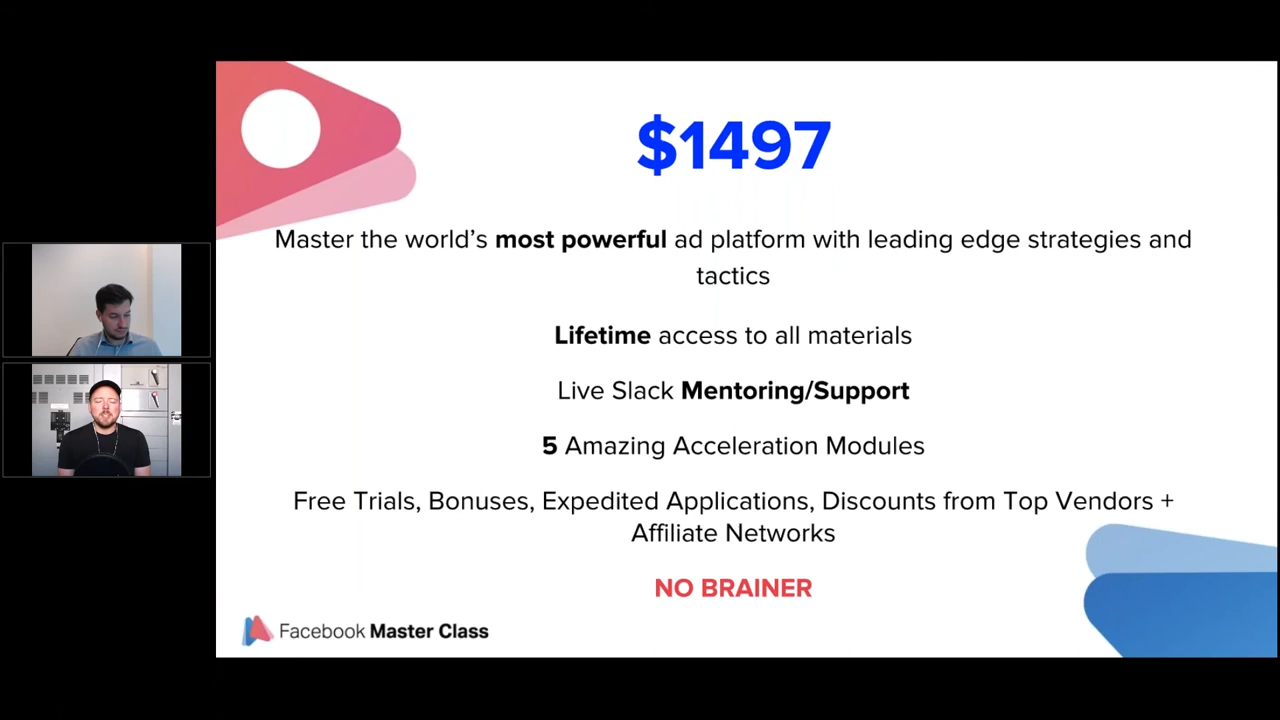 $1497
Master the world's most powerful ad platform with leading edge strategies and
tactics
Lifetime access to all materials
Live Slack Mentoring/Support
5 Amazing Acceleration Modules
Free Trials, Bonuses, Expedited Applications, Discounts from Top Vendors +
Affiliate Networks
NO BRAINER
Facebook Master Class